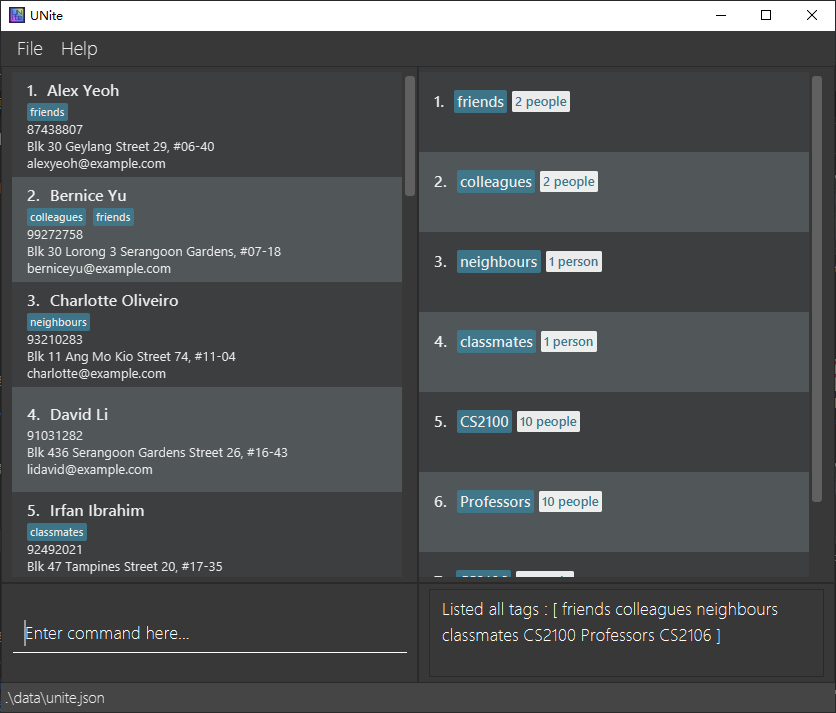 UNite
File Help
1. Alex Yeoh
friends
87438807
Blk 30 Geylang Street 29, #06-40
alexyeoh@example.com
2. Bernice Yu
colleagues friends
99272758
Blk 30 Lorong 3 Serangoon Gardens, #07-18
berniceyu@example.com
3. Charlotte Oliveiro
neighbours
93210283
Blk 11 Ang Mo Kio Street 74, #11-04
charlotte@example.com
4. David Li
91031282
Blk 436 Serangoon Gardens Street 26, #16-43
lidavid@example.com
5. Irfan Ibrahim
classmates
92492021
Blk 47 Tampines Street 20, #17-35
1. friends 2 people
2. colleagues 2 people
3. neighbours 1 person
4. classmates 1 person
5. CS2100 10 people
6. Professors 10 people
Enter command here...
Listed all tags : [ friends colleagues neighbours
classmates CS2100 Professors CS2106 ]
.\data\unite.json